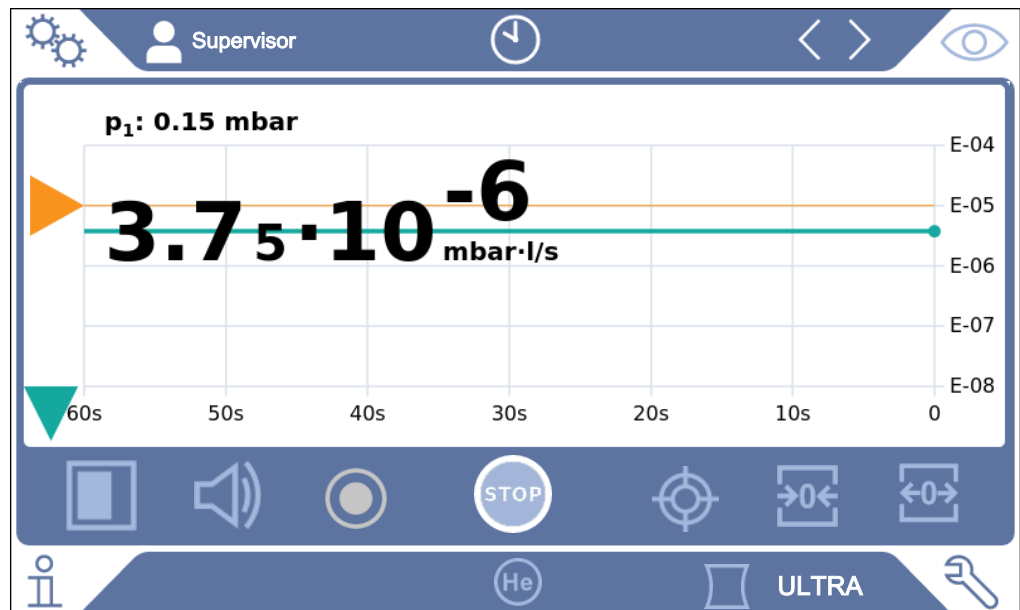 Supervisor
p₁: 0.15 mbar
E-04
3.75·10⁻⁶ mbar·l/s
E-05
E-06
E-07
E-08
60s 50s 40s 30s 20s 10s 0
STOP
→0← ←0→
He
ULTRA